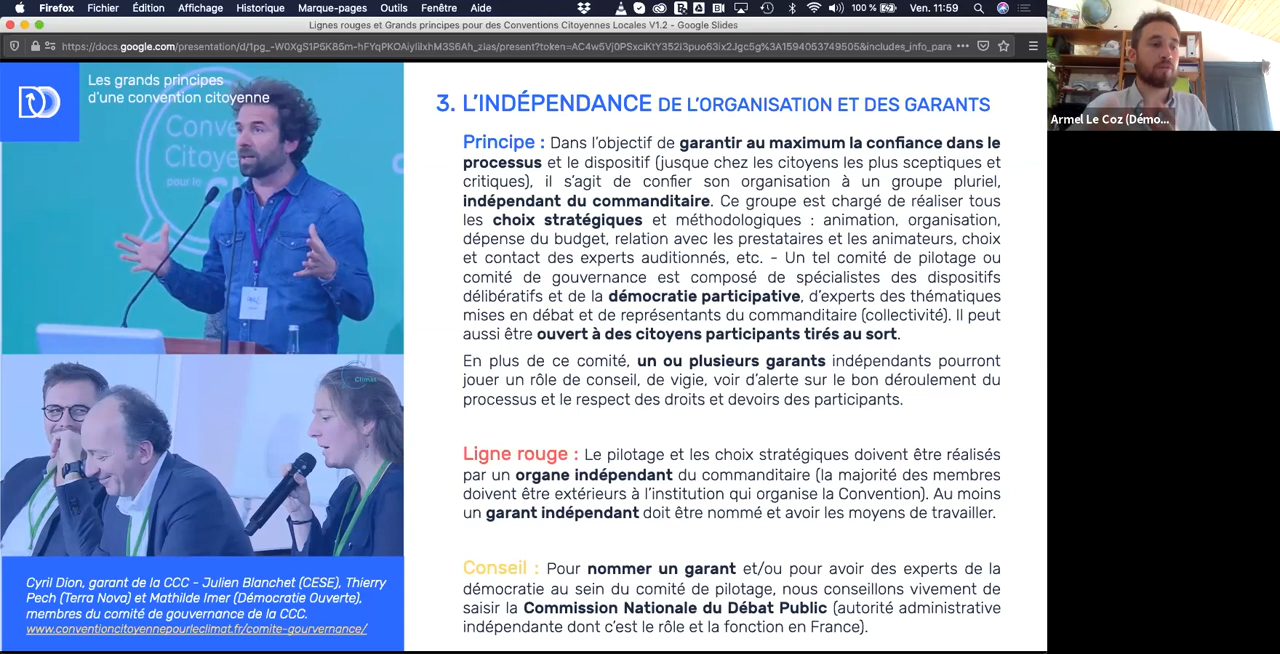 Firefox Fichier Édition Affichage Historique Marque-pages Outils Fenêtre Aide 100 % Ven. 11:59
Lignes rouges et Grands principes pour des Conventions Citoyennes Locales V1.2 - Google Slides
Les grands principes
d'une convention citoyenne
Conve
Citoye
pour le
Climat
3. L'INDÉPENDANCE DE L'ORGANISATION ET DES GARANTS
Principe : Dans l'objectif de garantir au maximum la confiance dans le
processus et le dispositif (jusque chez les citoyens les plus sceptiques et
critiques), il s'agit de confier son organisation à un groupe pluriel,
indépendant du commanditaire. Ce groupe est chargé de réaliser tous
les choix stratégiques et méthodologiques : animation, organisation,
dépense du budget, relation avec les prestataires et les animateurs, choix
et contact des experts auditionnés, etc. - Un tel comité de pilotage ou
comité de gouvernance est composé de spécialistes des dispositifs
délibératifs et de la démocratie participative, d'experts des thématiques
mises en débat et de représentants du commanditaire (collectivité). Il peut
aussi être ouvert à des citoyens participants tirés au sort.
En plus de ce comité, un ou plusieurs garants indépendants pourront
jouer un rôle de conseil, de vigie, voir d'alerte sur le bon déroulement du
processus et le respect des droits et devoirs des participants.
Ligne rouge : Le pilotage et les choix stratégiques doivent être réalisés
par un organe indépendant du commanditaire (la majorité des membres
doivent être extérieurs à l'institution qui organise la Convention). Au moins
un garant indépendant doit être nommé et avoir les moyens de travailler.
Conseil : Pour nommer un garant et/ou pour avoir des experts de la
démocratie au sein du comité de pilotage, nous conseillons vivement de
saisir la Commission Nationale du Débat Public (autorité administrative
indépendante dont c'est le rôle et la fonction en France).
Cyril Dion, garant de la CCC - Julien Blanchet (CESE), Thierry
Pech (Terra Nova) et Mathilde Imer (Démocratie Ouverte),
membres du comité de gouvernance de la CCC.
www.conventioncitoyennepourleclimat.fr/comite-gourvernance/
Armel Le Coz (Démo...